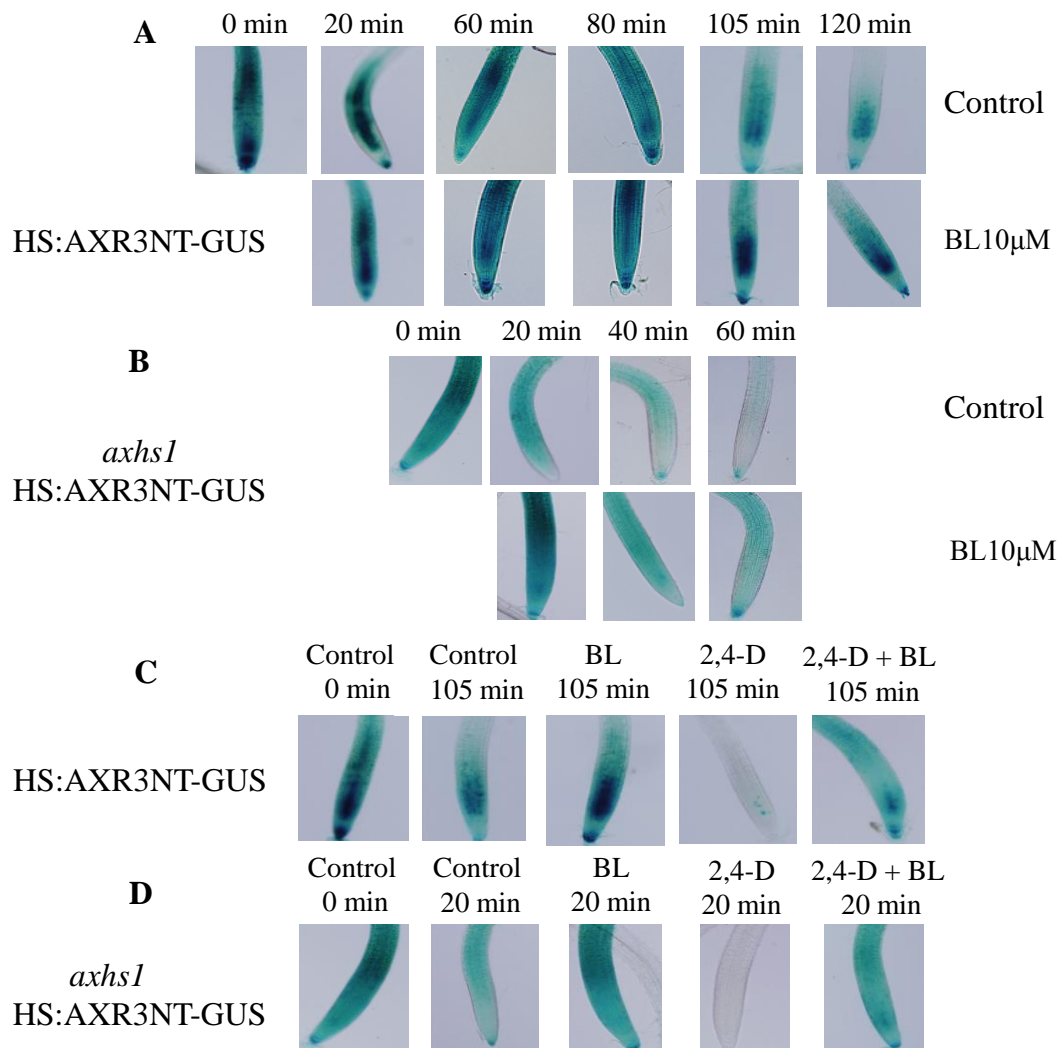 A
0 min 20 min 60 min 80 min 105 min 120 min
Control
HS:AXR3NT-GUS
BL10μM
0 min 20 min 40 min 60 min
B
Control
axhs1
HS:AXR3NT-GUS
BL10μM
C
Control Control BL 2,4-D 2,4-D + BL
0 min 105 min 105 min 105 min 105 min
HS:AXR3NT-GUS
D
Control Control BL 2,4-D 2,4-D + BL
0 min 20 min 20 min 20 min 20 min
axhs1
HS:AXR3NT-GUS